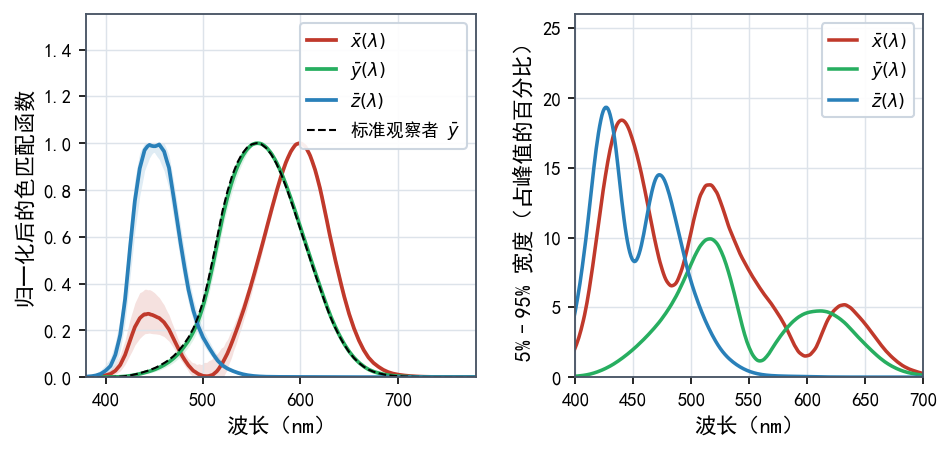 归一化后的色匹配函数
1.4
1.2
1.0
0.8
0.6
0.4
0.2
0.0
400
500
600
700
波长（nm）
x̄(λ)
ȳ(λ)
z̄(λ)
标准观察者 ȳ
5%–95% 宽度（占峰值的百分比）
25
20
15
10
5
0
400
450
500
550
600
650
700
波长（nm）
x̄(λ)
ȳ(λ)
z̄(λ)